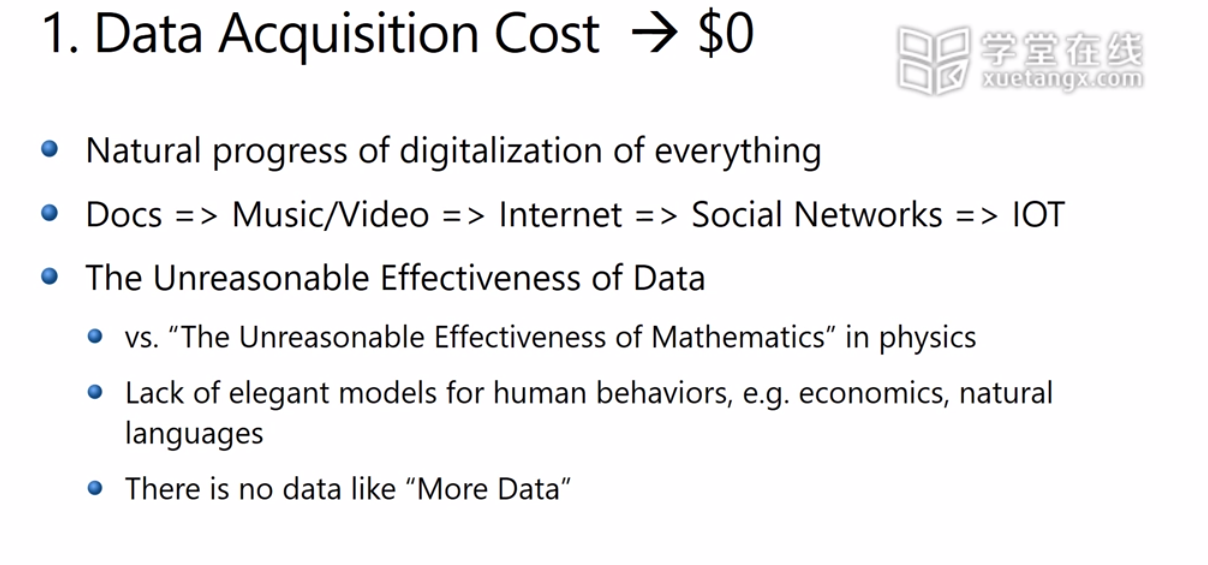 1. Data Acquisition Cost → $0
学堂在线
xuetangx.com
Natural progress of digitalization of everything
Docs => Music/Video => Internet => Social Networks => IOT
The Unreasonable Effectiveness of Data
vs. “The Unreasonable Effectiveness of Mathematics” in physics
Lack of elegant models for human behaviors, e.g. economics, natural
languages
There is no data like “More Data”